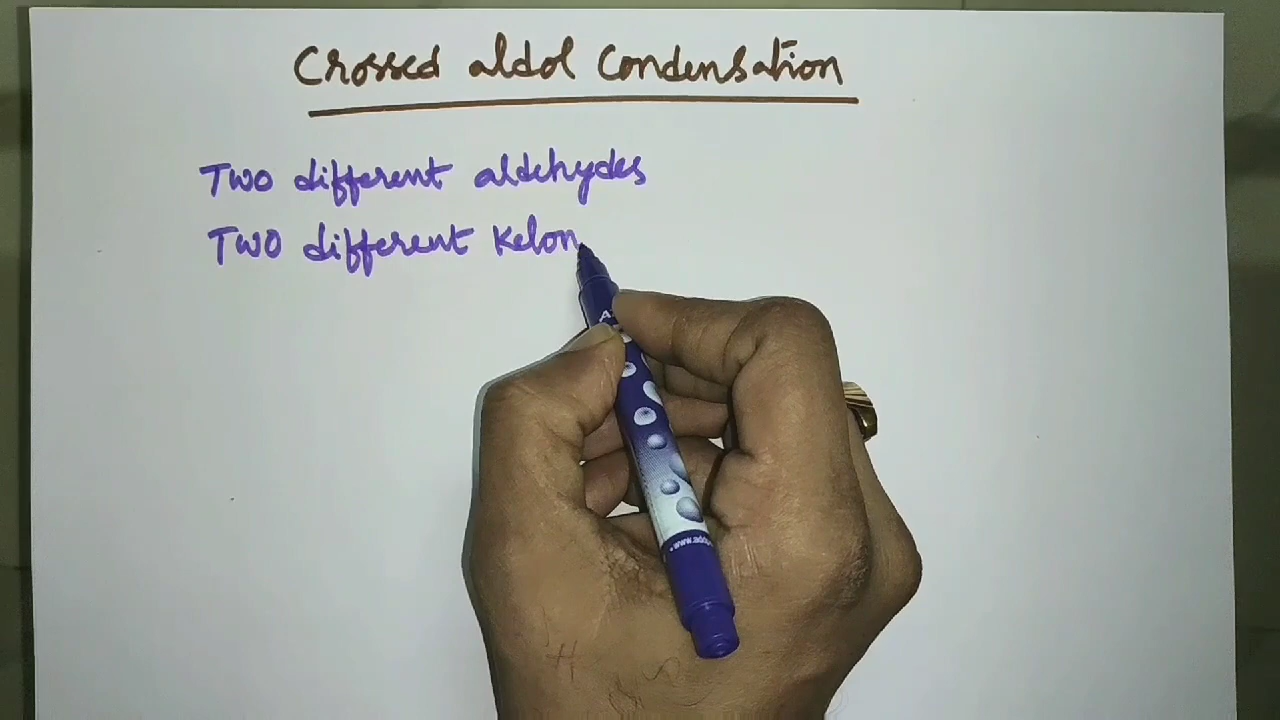 Crossed aldol Condensation
Two different aldehydes
Two different Keton